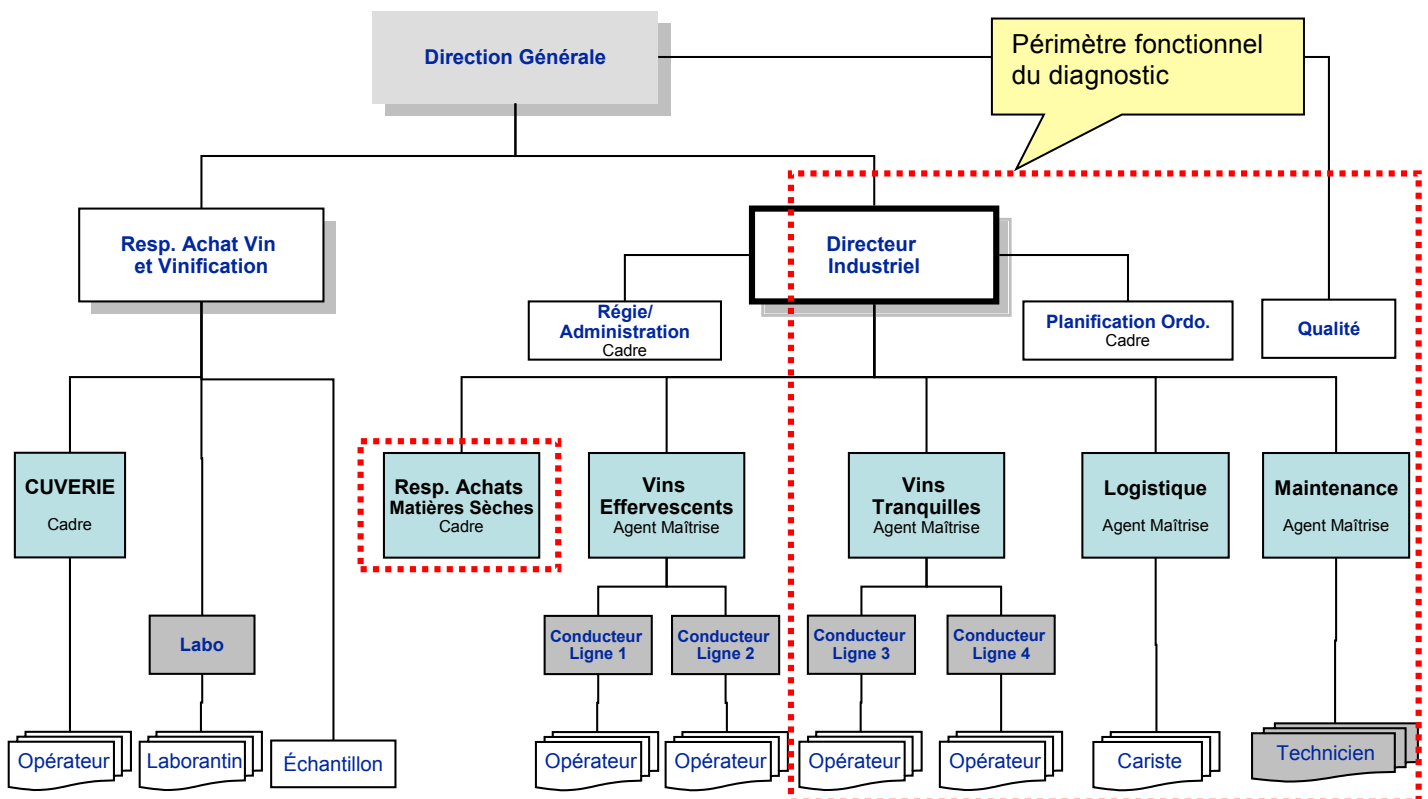 Direction Générale
Périmètre fonctionnel
du diagnostic
Resp. Achat Vin
et Vinification
Directeur
Industriel
Régie/
Administration
Cadre
Planification Ordo.
Cadre
Qualité
CUVERIE
Cadre
Resp. Achats
Matières Sèches
Cadre
Vins
Effervescents
Agent Maîtrise
Vins
Tranquilles
Agent Maîtrise
Logistique
Agent Maîtrise
Maintenance
Agent Maîtrise
Labo
Conducteur
Ligne 1
Conducteur
Ligne 2
Conducteur
Ligne 3
Conducteur
Ligne 4
Opérateur
Laborantin
Échantillon
Opérateur
Opérateur
Opérateur
Opérateur
Cariste
Technicien